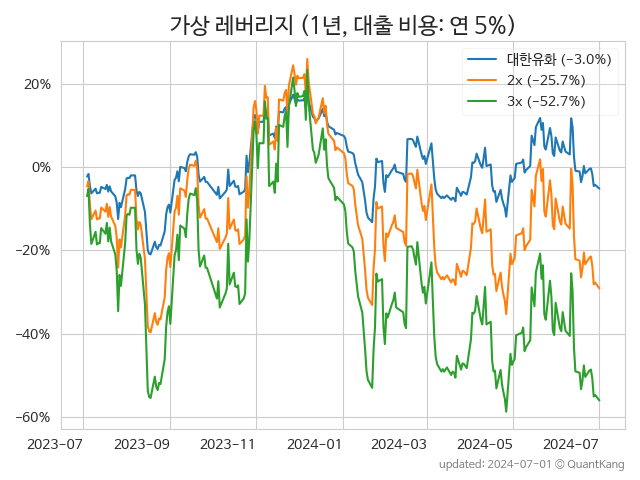 가상 레버리지 (1년, 대출 비용: 연 5%)
대한유화 (−3.0%)
2x (−25.7%)
3x (−52.7%)
20%
0%
−20%
−40%
−60%
2023-07 2023-09 2023-11 2024-01 2024-03 2024-05 2024-07
updated: 2024-07-01 © QuantKang